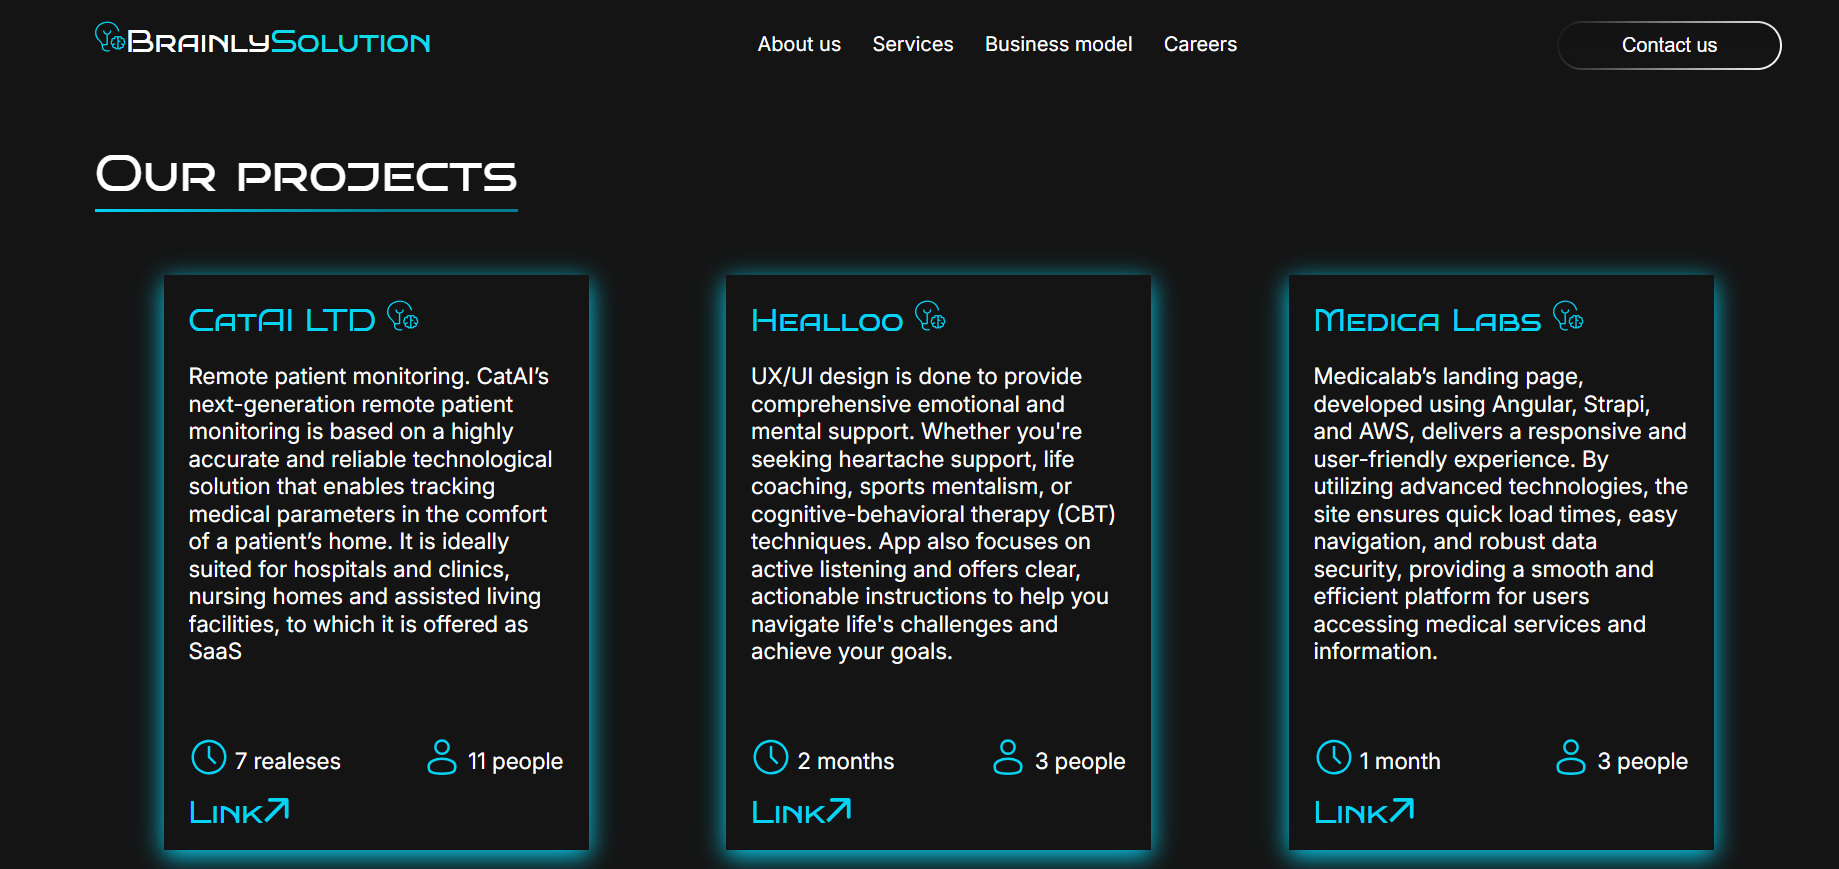 BrainlySolution
About us Services Business model Careers
Contact us
Our projects
CatAI LTD
Remote patient monitoring. CatAI’s
next-generation remote patient
monitoring is based on a highly
accurate and reliable technological
solution that enables tracking
medical parameters in the comfort
of a patient’s home. It is ideally
suited for hospitals and clinics,
nursing homes and assisted living
facilities, to which it is offered as
SaaS
7 realeses 11 people
Link
Healloo
UX/UI design is done to provide
comprehensive emotional and
mental support. Whether you're
seeking heartache support, life
coaching, sports mentalism, or
cognitive-behavioral therapy (CBT)
techniques. App also focuses on
active listening and offers clear,
actionable instructions to help you
navigate life's challenges and
achieve your goals.
2 months 3 people
Link
Medica Labs
Medicalab’s landing page,
developed using Angular, Strapi,
and AWS, delivers a responsive and
user-friendly experience. By
utilizing advanced technologies, the
site ensures quick load times, easy
navigation, and robust data
security, providing a smooth and
efficient platform for users
accessing medical services and
information.
1 month 3 people
Link